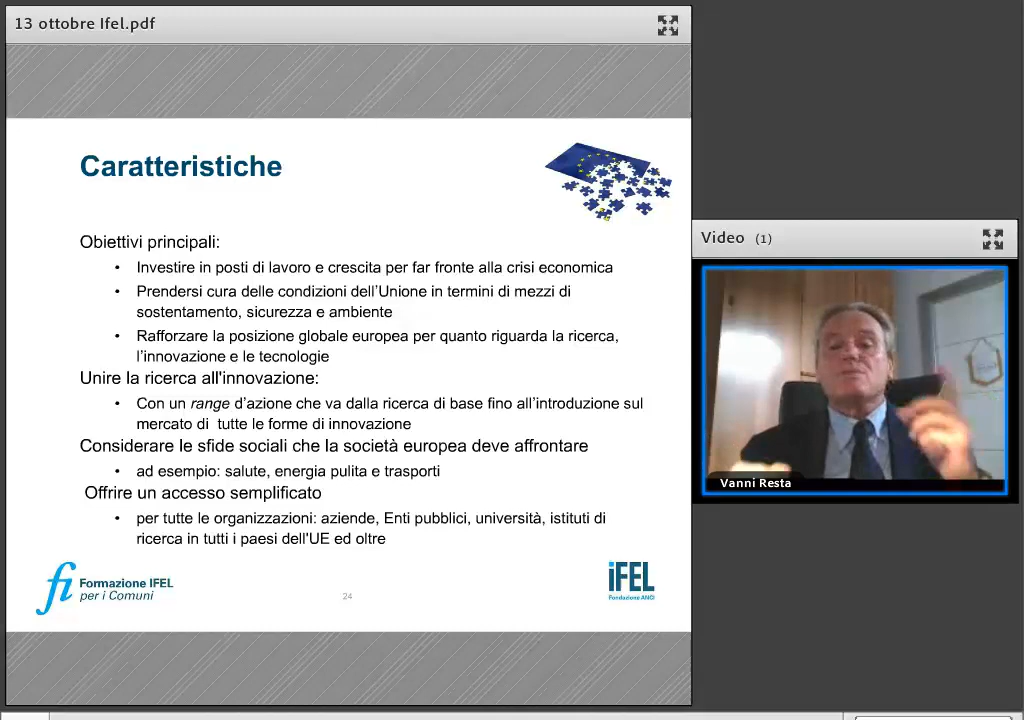 13 ottobre Ifel.pdf
Caratteristiche
Obiettivi principali:
• Investire in posti di lavoro e crescita per far fronte alla crisi economica
• Prendersi cura delle condizioni dell’Unione in termini di mezzi di
sostentamento, sicurezza e ambiente
• Rafforzare la posizione globale europea per quanto riguarda la ricerca,
l’innovazione e le tecnologie
Unire la ricerca all'innovazione:
• Con un range d’azione che va dalla ricerca di base fino all’introduzione sul
mercato di tutte le forme di innovazione
Considerare le sfide sociali che la società europea deve affrontare
• ad esempio: salute, energia pulita e trasporti
Offrire un accesso semplificato
• per tutte le organizzazioni: aziende, Enti pubblici, università, istituti di
ricerca in tutti i paesi dell'UE ed oltre
fi Formazione IFEL
per i Comuni
24
iFEL
Fondazione ANCI
Video (1)
Vanni Resta